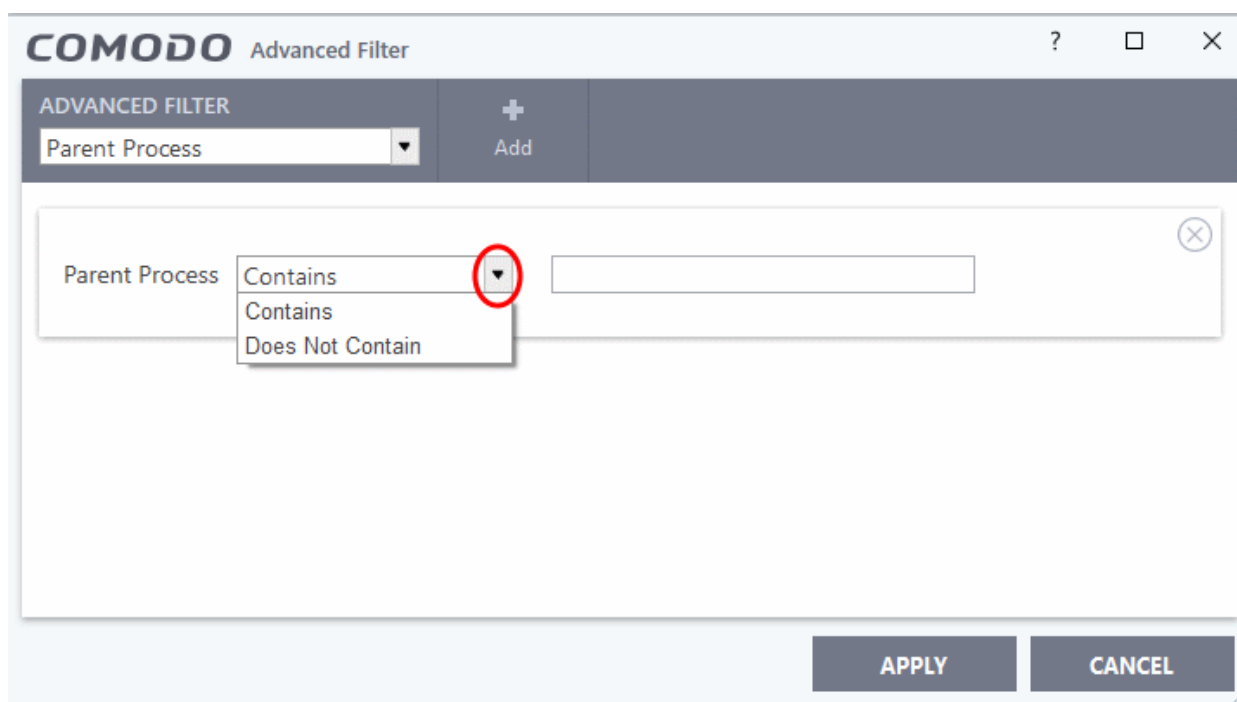 COMODO Advanced Filter ?
ADVANCED FILTER
Parent Process
Add
Parent Process Contains
Contains
Does Not Contain
APPLY CANCEL